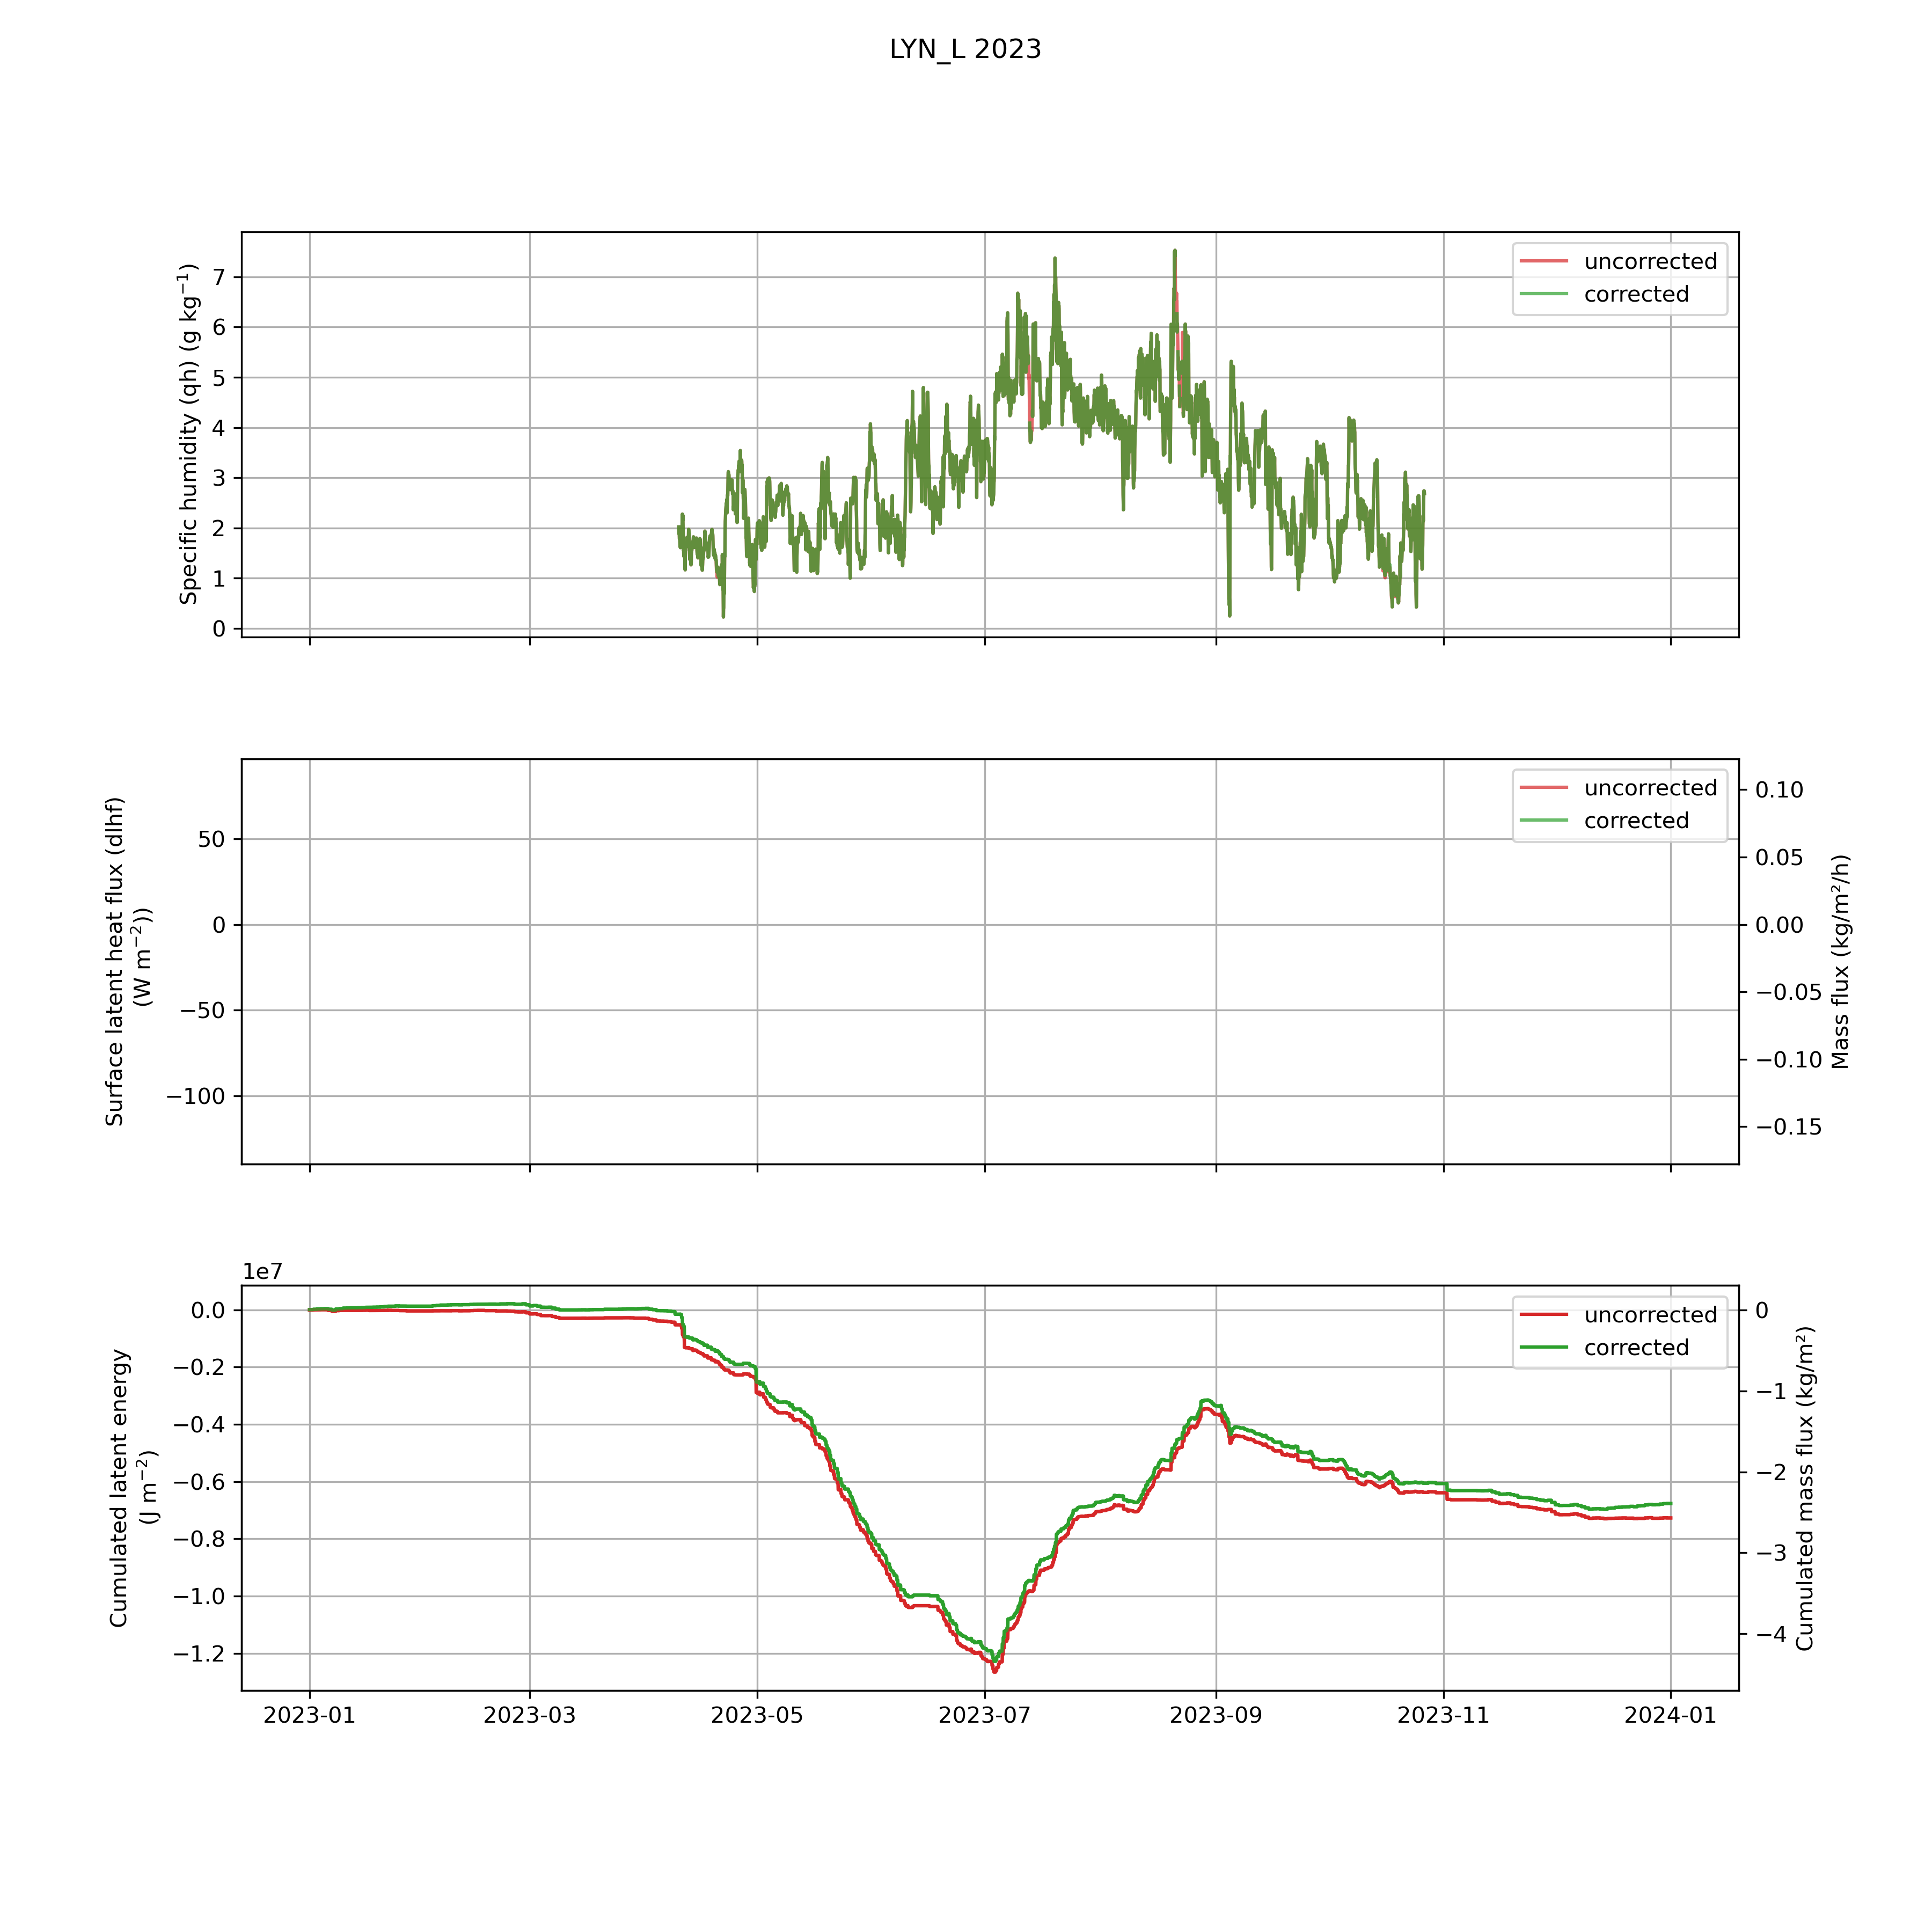 LYN_L 2023
Specific humidity (qh) (g kg⁻¹)
7
6
5
4
3
2
1
0
uncorrected
corrected
Surface latent heat flux (dlhf)
(W m⁻²))
50
0
−50
−100
uncorrected
corrected
0.10
0.05
0.00
−0.05
−0.10
−0.15
Mass flux (kg/m²/h)
1e7
Cumulated latent energy
(J m⁻²)
0.0
−0.2
−0.4
−0.6
−0.8
−1.0
−1.2
uncorrected
corrected
0
−1
−2
−3
−4
Cumulated mass flux (kg/m²)
2023-01 2023-03 2023-05 2023-07 2023-09 2023-11 2024-01